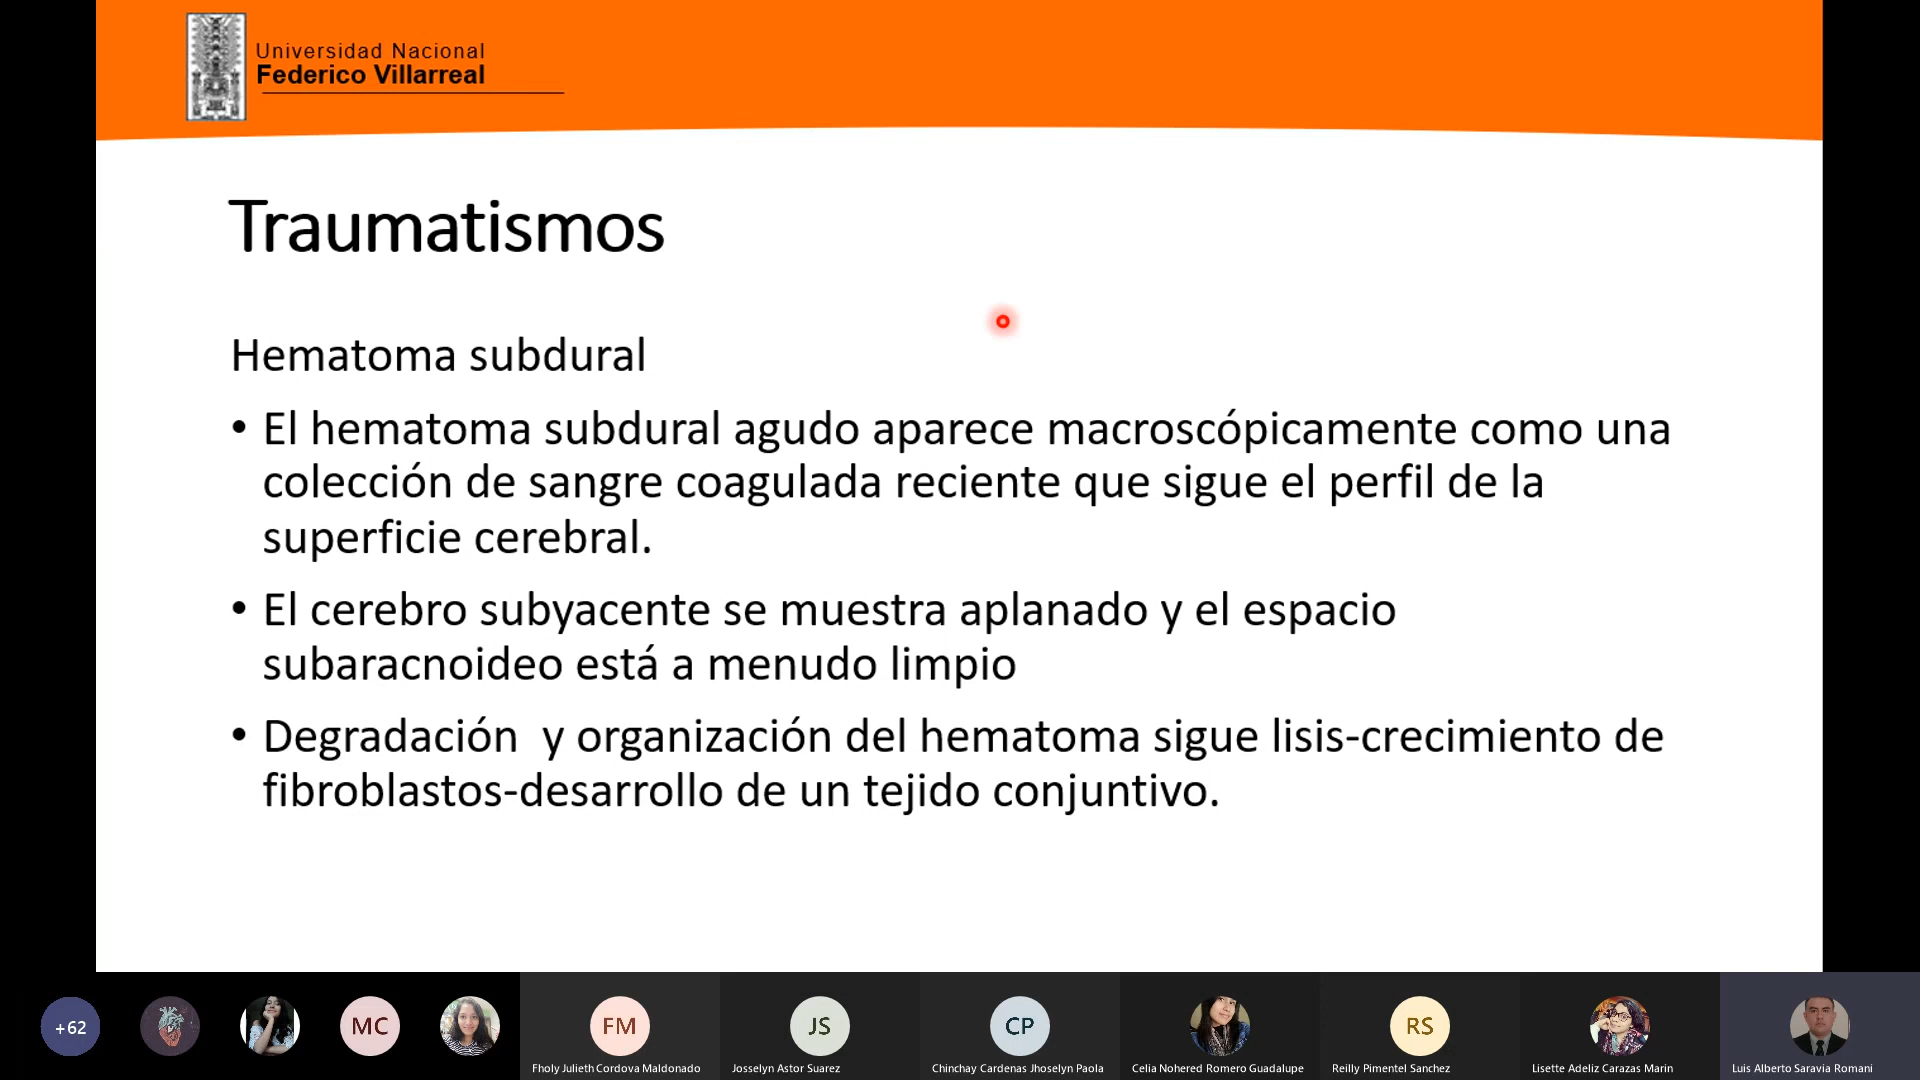 Universidad Nacional
Federico Villarreal
Traumatismos
Hematoma subdural
• El hematoma subdural agudo aparece macroscópicamente como una
colección de sangre coagulada reciente que sigue el perfil de la
superficie cerebral.
• El cerebro subyacente se muestra aplanado y el espacio
subaracnoideo está a menudo limpio
• Degradación  y organización del hematoma sigue lisis-crecimiento de
fibroblastos-desarrollo de un tejido conjuntivo.
+62
MC
FM
JS
CP
RS
Fholy Julieth Cordova Maldonado
Josselyn Astor Suarez
Chinchay Cardenas Jhoselyn Paola
Celia Nohered Romero Guadalupe
Reilly Pimentel Sanchez
Lisette Adeliz Carazas Marin
Luis Alberto Saravia Romani